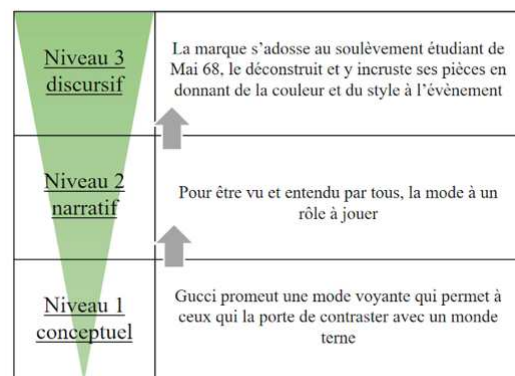 Niveau 3
discursif
La marque s'adosse au soulèvement étudiant de
Mai 68, le déconstruit et y incruste ses pièces en
donnant de la couleur et du style à l'évènement
Niveau 2
narratif
Pour être vu et entendu par tous, la mode à un
rôle à jouer
Niveau 1
conceptuel
Gucci promeut une mode voyante qui permet à
ceux qui la porte de contraster avec un monde
terne